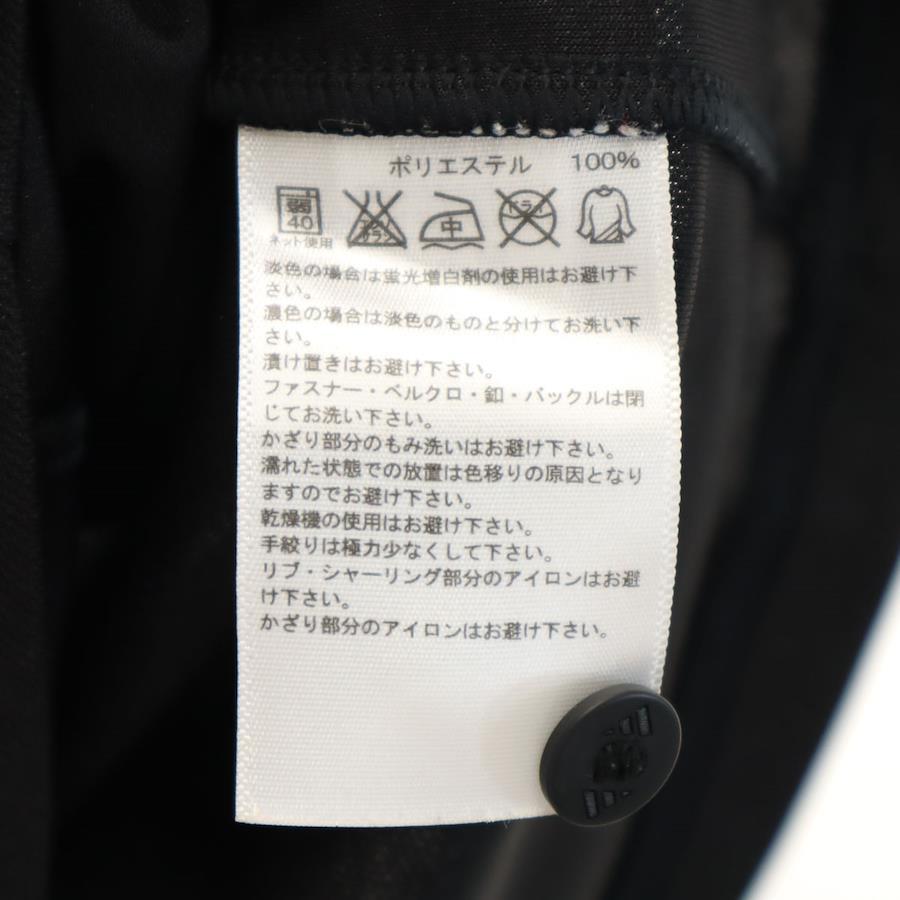 ポリエステル 100%
弱
40
ネット使用
エンソ
サラシ
中
ドライ
淡色の場合は蛍光増白剤の使用はお避け下
さい。
濃色の場合は淡色のものと分けてお洗い下
さい。
漬け置きはお避け下さい。
ファスナー・ベルクロ・釦・バックルは閉
じてお洗い下さい。
かざり部分のもみ洗いはお避け下さい。
濡れた状態での放置は色移りの原因となり
ますのでお避け下さい。
乾燥機の使用はお避け下さい。
手絞りは極力少なくして下さい。
リブ・シャーリング部分のアイロンはお避
け下さい。
かざり部分のアイロンはお避け下さい。